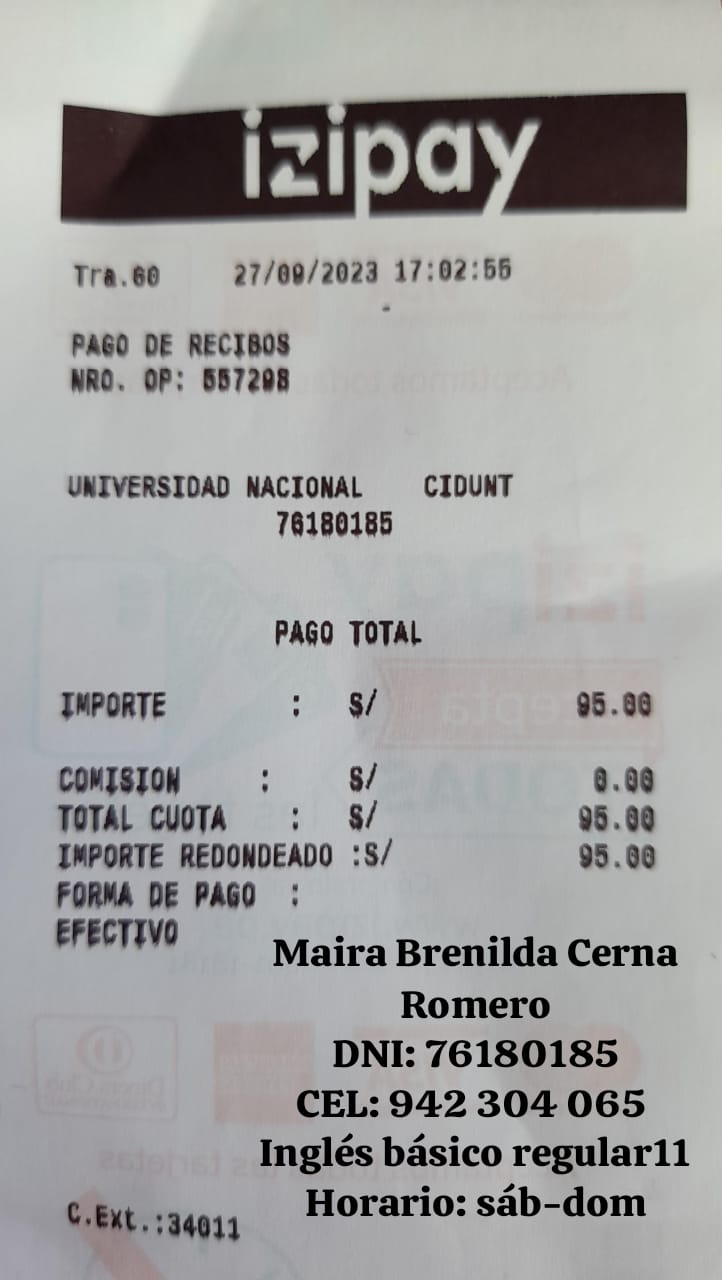 izipay
Tra.60 27/09/2023 17:02:55
PAGO DE RECIBOS
NRO. OP: 557298
UNIVERSIDAD NACIONAL CIDUNT
76180185
PAGO TOTAL
IMPORTE : S/ 95.00
COMISION : S/ 0.00
TOTAL CUOTA : S/ 95.00
IMPORTE REDONDEADO :S/ 95.00
FORMA DE PAGO :
EFECTIVO
Maira Brenilda Cerna
Romero
DNI: 76180185
CEL: 942 304 065
Inglés básico regular11
Horario: sáb-dom
C.Ext.:34011